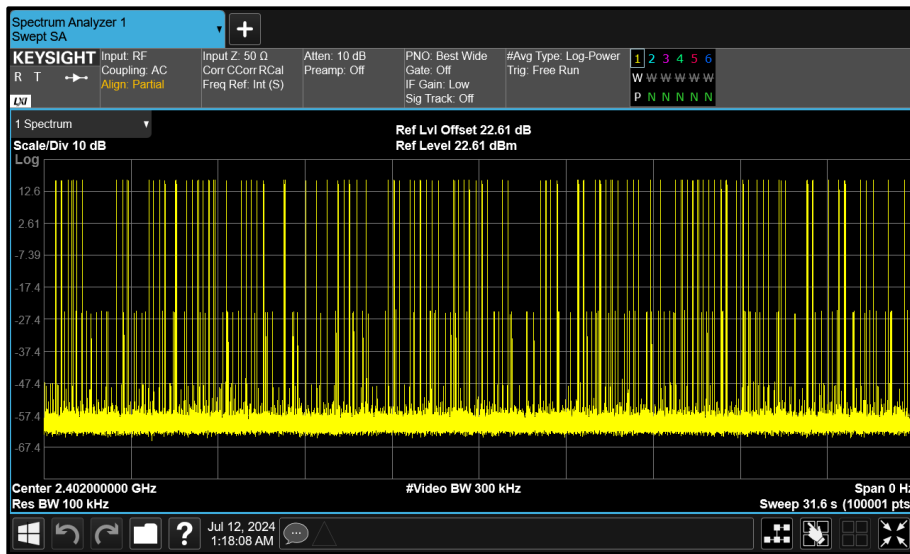 Spectrum Analyzer 1
Swept SA
KEYSIGHT
R T
LXI
Input: RF
Coupling: AC
Align: Partial
Input Z: 50 Ω
Corr CCorr RCal
Freq Ref: Int (S)
Atten: 10 dB
Preamp: Off
PNO: Best Wide
Gate: Off
IF Gain: Low
Sig Track: Off
#Avg Type: Log-Power
Trig: Free Run
1 2 3 4 5 6
W W W W W W
P N N N N N
1 Spectrum
Scale/Div 10 dB
Ref Lvl Offset 22.61 dB
Ref Level 22.61 dBm
Log
12.6
2.61
-7.39
-17.4
-27.4
-37.4
-47.4
-57.4
-67.4
Center 2.402000000 GHz
#Video BW 300 kHz
Span 0 Hz
Res BW 100 kHz
Sweep 31.6 s (100001 pts
?
Jul 12, 2024
1:18:08 AM